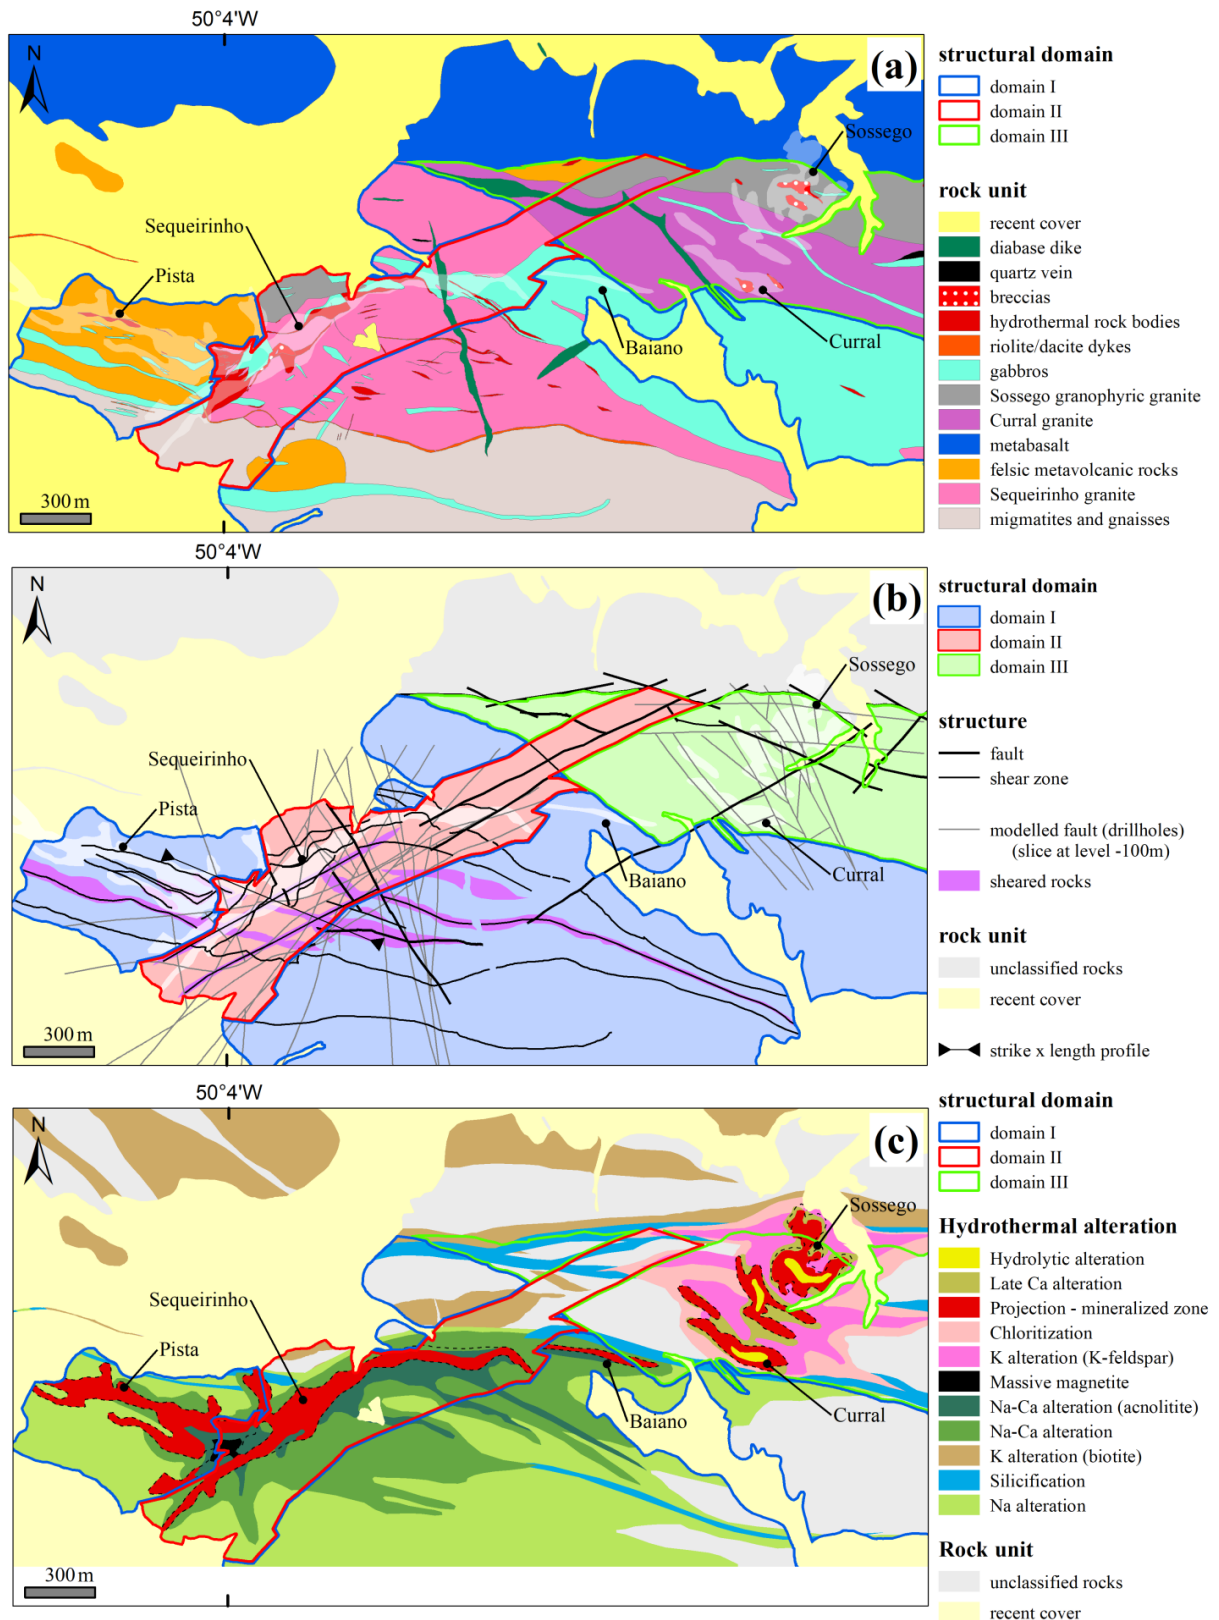 50°4'W
N
(a)
Sossego
Sequeirinho
Pista
Baiano
Curral
300 m
50°4'W
structural domain
domain I
domain II
domain III
rock unit
recent cover
diabase dike
quartz vein
breccias
hydrothermal rock bodies
riolite/dacite dykes
gabbros
Sossego granophyric granite
Curral granite
metabasalt
felsic metavolcanic rocks
Sequeirinho granite
migmatites and gnaisses
N
(b)
Sossego
Sequeirinho
Pista
Baiano
Curral
300 m
50°4'W
structural domain
domain I
domain II
domain III
structure
fault
shear zone
modelled fault (drillholes)
(slice at level -100m)
sheared rocks
rock unit
unclassified rocks
recent cover
strike x length profile
N
(c)
Sossego
Sequeirinho
Pista
Baiano
Curral
300 m
structural domain
domain I
domain II
domain III
Hydrothermal alteration
Hydrolytic alteration
Late Ca alteration
Projection - mineralized zone
Chloritization
K alteration (K-feldspar)
Massive magnetite
Na-Ca alteration (acnolitite)
Na-Ca alteration
K alteration (biotite)
Silicification
Na alteration
Rock unit
unclassified rocks
recent cover